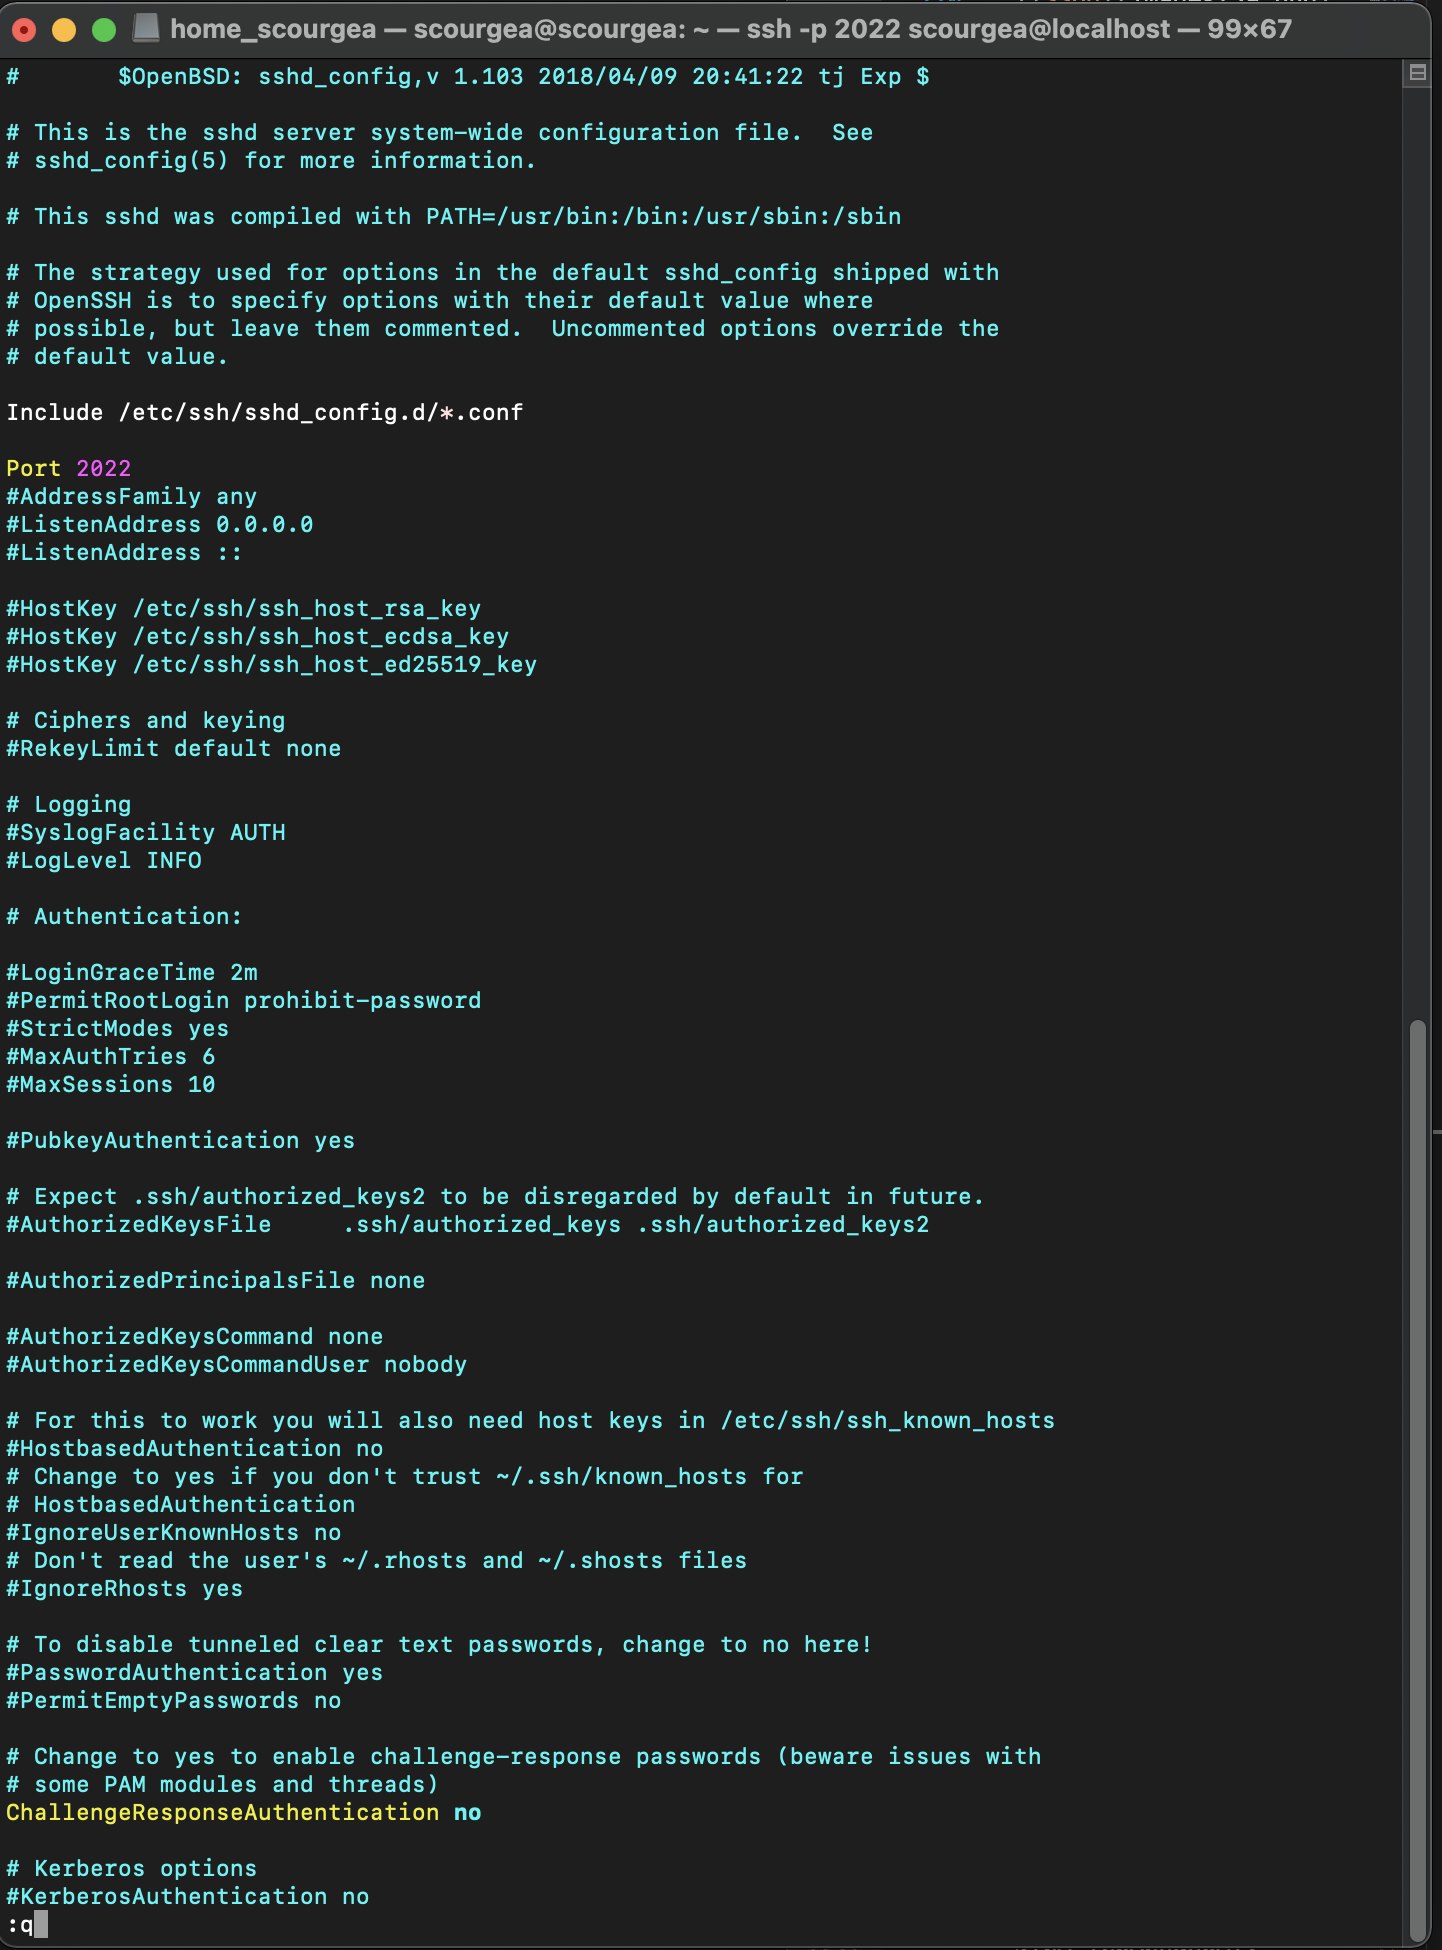 home_scourgea — scourgea@scourgea: ~ — ssh -p 2022 scourgea@localhost — 99×67
#       $OpenBSD: sshd_config,v 1.103 2018/04/09 20:41:22 tj Exp $
# This is the sshd server system-wide configuration file.  See
# sshd_config(5) for more information.
# This sshd was compiled with PATH=/usr/bin:/bin:/usr/sbin:/sbin
# The strategy used for options in the default sshd_config shipped with
# OpenSSH is to specify options with their default value where
# possible, but leave them commented.  Uncommented options override the
# default value.
Include /etc/ssh/sshd_config.d/*.conf
Port 2022
#AddressFamily any
#ListenAddress 0.0.0.0
#ListenAddress ::
#HostKey /etc/ssh/ssh_host_rsa_key
#HostKey /etc/ssh/ssh_host_ecdsa_key
#HostKey /etc/ssh/ssh_host_ed25519_key
# Ciphers and keying
#RekeyLimit default none
# Logging
#SyslogFacility AUTH
#LogLevel INFO
# Authentication:
#LoginGraceTime 2m
#PermitRootLogin prohibit-password
#StrictModes yes
#MaxAuthTries 6
#MaxSessions 10
#PubkeyAuthentication yes
# Expect .ssh/authorized_keys2 to be disregarded by default in future.
#AuthorizedKeysFile     .ssh/authorized_keys .ssh/authorized_keys2
#AuthorizedPrincipalsFile none
#AuthorizedKeysCommand none
#AuthorizedKeysCommandUser nobody
# For this to work you will also need host keys in /etc/ssh/ssh_known_hosts
#HostbasedAuthentication no
# Change to yes if you don't trust ~/.ssh/known_hosts for
# HostbasedAuthentication
#IgnoreUserKnownHosts no
# Don't read the user's ~/.rhosts and ~/.shosts files
#IgnoreRhosts yes
# To disable tunneled clear text passwords, change to no here!
#PasswordAuthentication yes
#PermitEmptyPasswords no
# Change to yes to enable challenge-response passwords (beware issues with
# some PAM modules and threads)
ChallengeResponseAuthentication no
# Kerberos options
#KerberosAuthentication no
:q